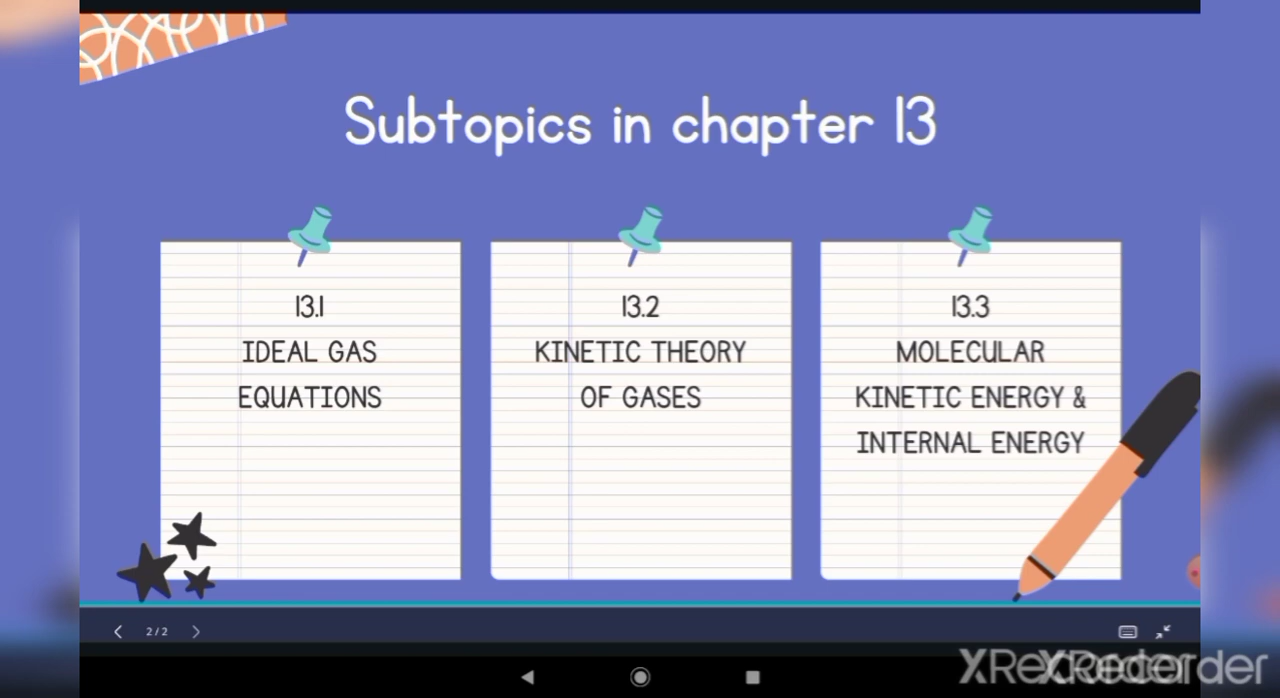 Subtopics in chapter 13
13.1
IDEAL GAS
EQUATIONS
13.2
KINETIC THEORY
OF GASES
13.3
MOLECULAR
KINETIC ENERGY &
INTERNAL ENERGY
2/2
XRecorder